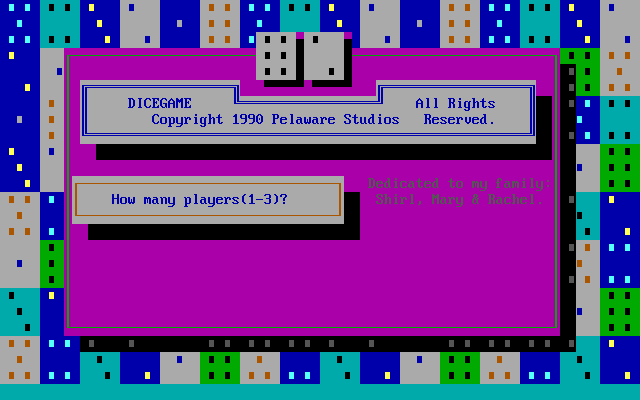 DICEGAME All Rights
Copyright 1990 Pelaware Studios Reserved.
How many players(1-3)?
Dedicated to my family:
Shirl, Mary & Rachel.